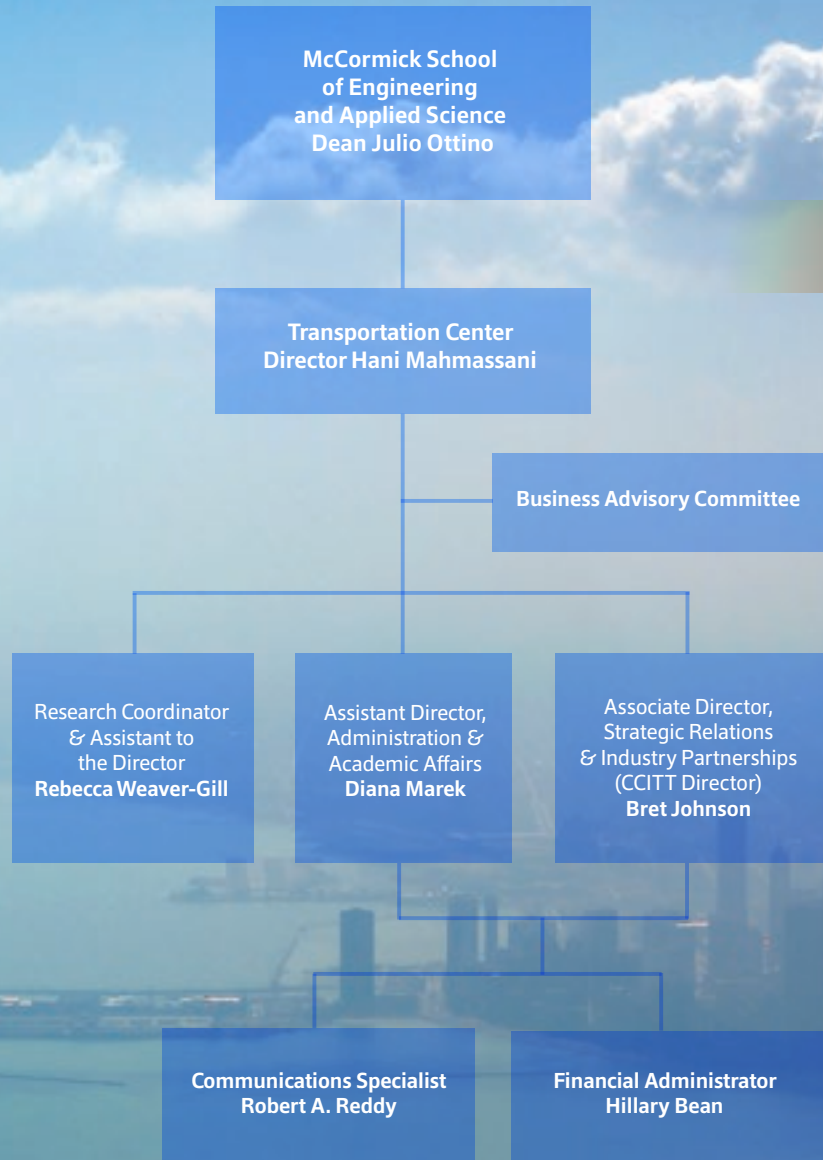 McCormick School
of Engineering
and Applied Science
Dean Julio Ottino
Transportation Center
Director Hani Mahmassani
Business Advisory Committee
Research Coordinator
& Assistant to
the Director
Rebecca Weaver-Gill
Assistant Director,
Administration &
Academic Affairs
Diana Marek
Associate Director,
Strategic Relations
& Industry Partnerships
(CCITT Director)
Bret Johnson
Communications Specialist
Robert A. Reddy
Financial Administrator
Hillary Bean